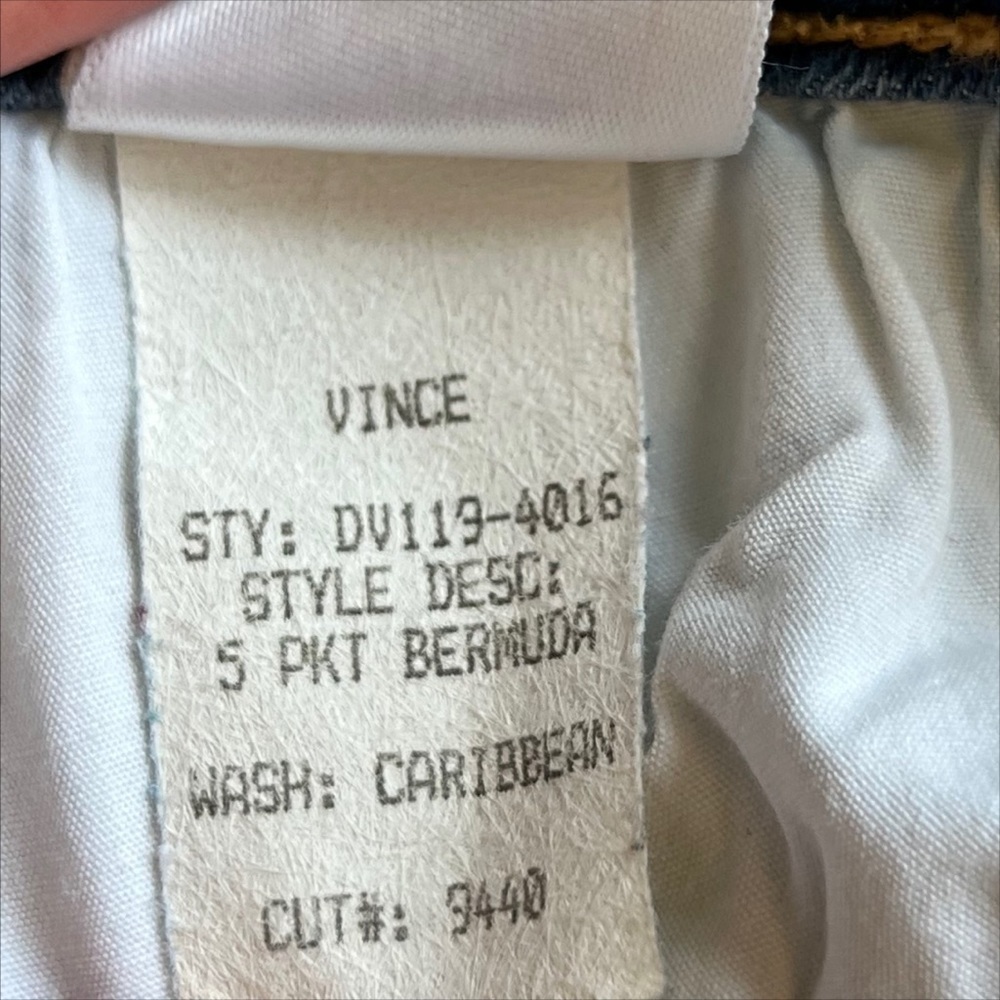 VINCE
STY: DV119-4016
STYLE DESC:
5 PKT BERMUDA
WASH: CARIBBEAN
CUT#: 9440